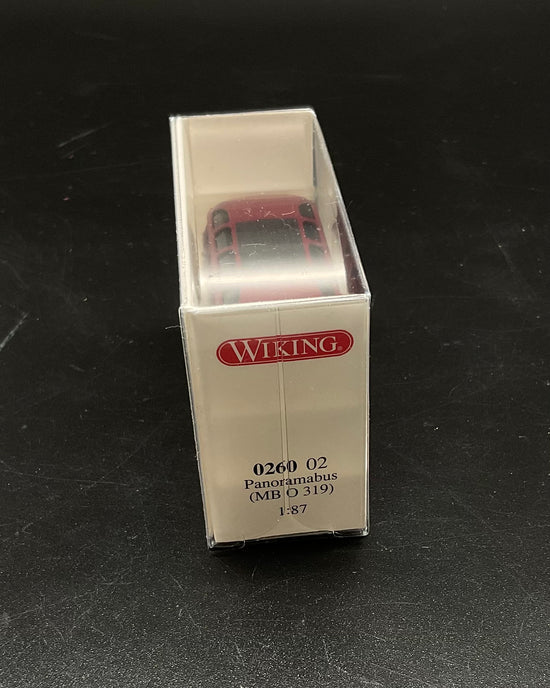 WIKING®
0260 02
Panoramabus
(MB O 319)
1:87